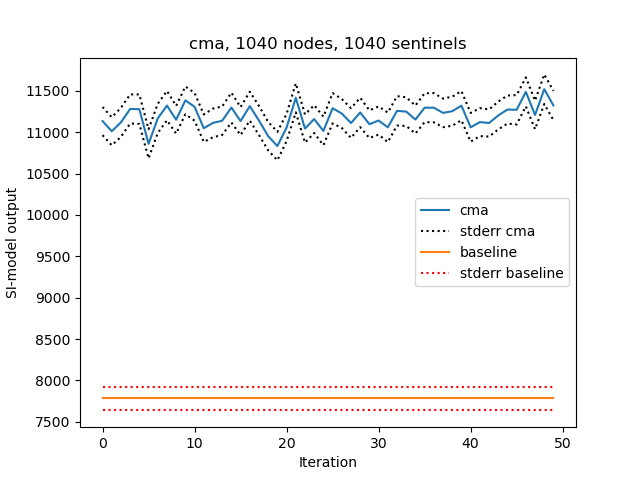 cma, 1040 nodes, 1040 sentinels
SI-model output
11500
11000
10500
10000
9500
9000
8500
8000
7500
cma
stderr cma
baseline
stderr baseline
0 10 20 30 40 50
Iteration